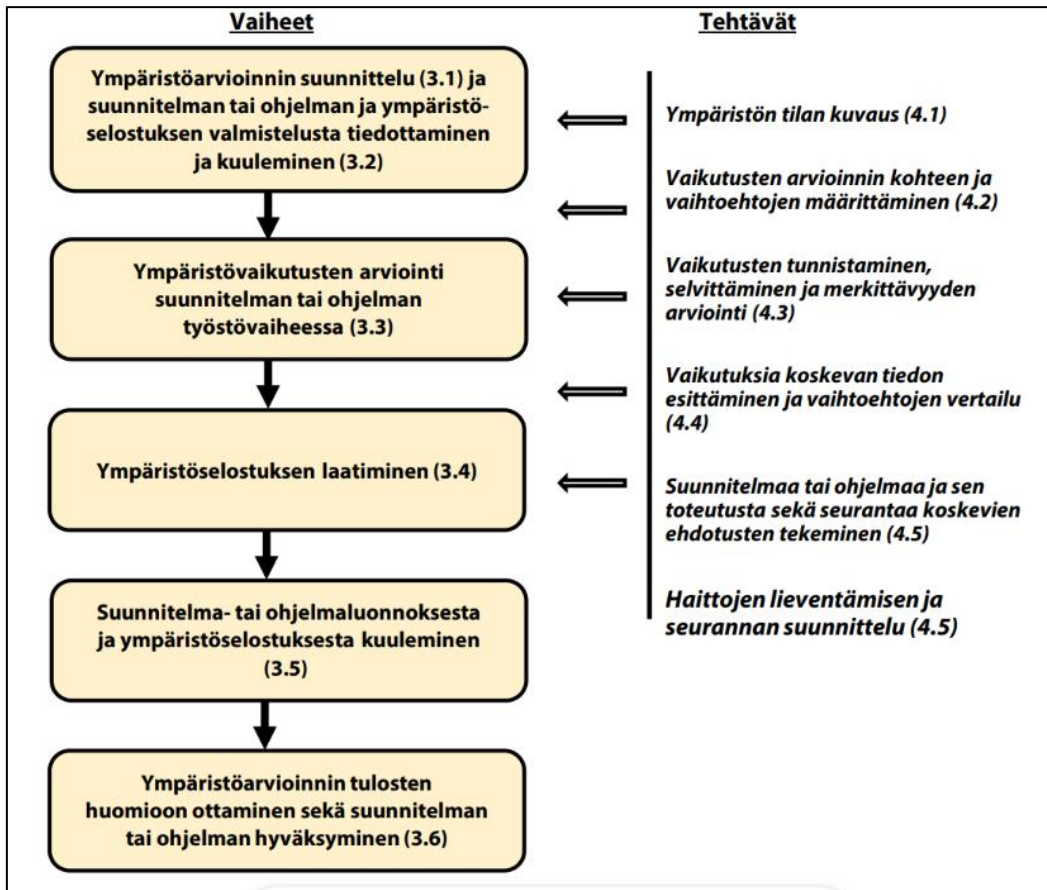 Vaiheet
Ympäristöarvioinnin suunnittelu (3.1) ja
suunnitelman tai ohjelman ja ympäristö-
selostuksen valmistelusta tiedottaminen
ja kuuleminen (3.2)
Ympäristövaikutusten arviointi
suunnitelman tai ohjelman
työstövaiheessa (3.3)
Ympäristöselostuksen laatiminen (3.4)
Suunnitelma- tai ohjelmaluonnoksesta
ja ympäristöselostuksesta kuuleminen
(3.5)
Ympäristöarvioinnin tulosten
huomioon ottaminen sekä suunnitelman
tai ohjelman hyväksyminen (3.6)
Tehtävät
Ympäristön tilan kuvaus (4.1)
Vaikutusten arvioinnin kohteen ja
vaihtoehtojen määrittäminen (4.2)
Vaikutusten tunnistaminen,
selvittäminen ja merkittävyyden
arviointi (4.3)
Vaikutuksia koskevan tiedon
esittäminen ja vaihtoehtojen vertailu
(4.4)
Suunnitelmaa tai ohjelmaa ja sen
toteutusta sekä seurantaa koskevien
ehdotusten tekeminen (4.5)
Haittojen lieventämisen ja
seurannan suunnittelu (4.5)